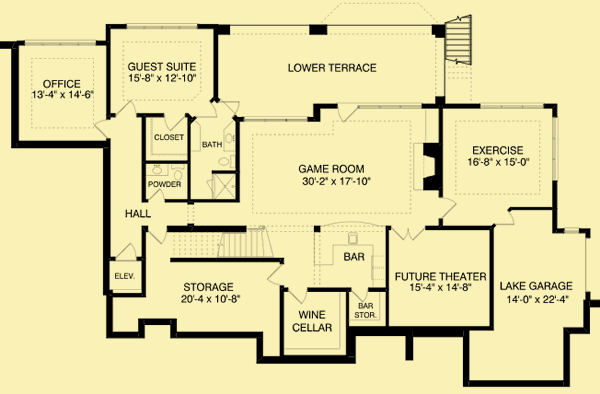 GUEST SUITE
15'-8" x 12'-10"
LOWER TERRACE
OFFICE
13'-4" x 14'-6"
CLOSET
BATH
EXERCISE
16'-8" x 15'-0"
GAME ROOM
30'-2" x 17'-10"
POWDER
HALL
BAR
ELEV.
STORAGE
20'-4 x 10'-8"
FUTURE THEATER
15'-4" x 14'-8"
LAKE GARAGE
14'-0" x 22'-4"
BAR
STOR.
WINE
CELLAR